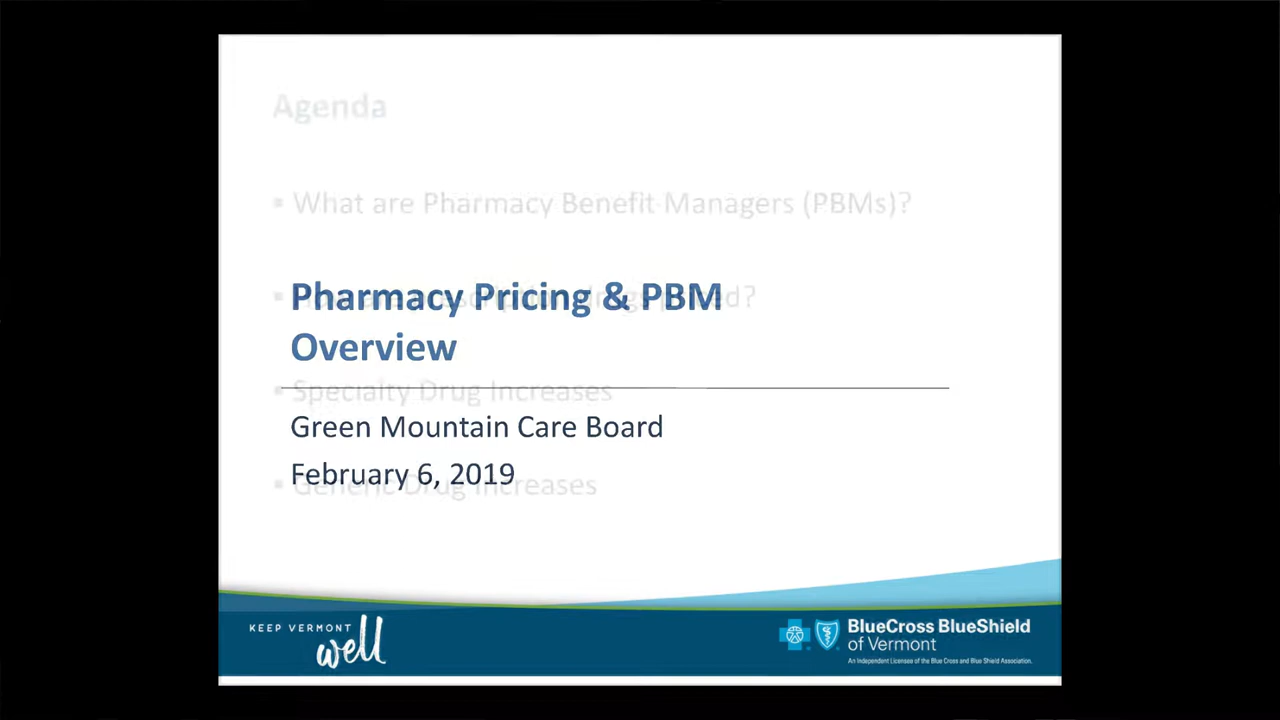 Agenda
▪ What are Pharmacy Benefit Managers (PBMs)?
Pharmacy Pricing & PBM
Overview
▪ Specialty Drug Increases
Green Mountain Care Board
February 6, 2019
▪ Generic Drug Increases
KEEP VERMONT
well
BlueCross BlueShield
of Vermont
An Independent Licensee of the Blue Cross and Blue Shield Association.